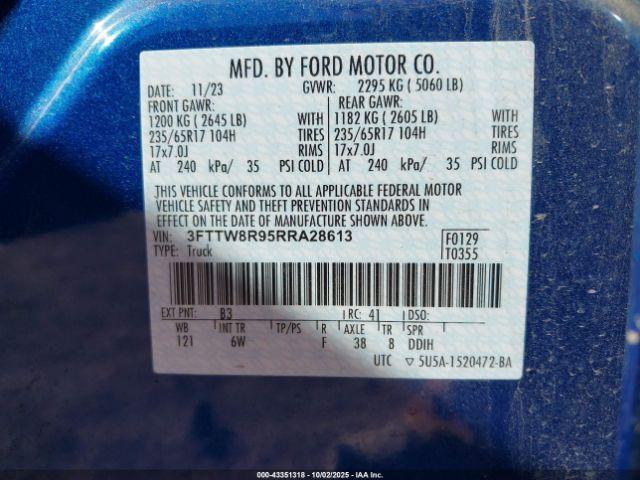 MFD. BY FORD MOTOR CO.
DATE: 11/23 GVWR: 2295 KG ( 5060 LB)
FRONT GAWR: REAR GAWR:
1200 KG ( 2645 LB) WITH 1182 KG ( 2605 LB) WITH
235/65R17 104H TIRES 235/65R17 104H TIRES
17x7.0J RIMS 17x7.0J RIMS
AT 240 kPa/ 35 PSI COLD AT 240 kPa/ 35 PSI COLD
THIS VEHICLE CONFORMS TO ALL APPLICABLE FEDERAL MOTOR
VEHICLE SAFETY AND THEFT PREVENTION STANDARDS IN
EFFECT ON THE DATE OF MANUFACTURE SHOWN ABOVE.
VIN: 3FTTW8R95RRA28613 F0129
TYPE: Truck T0355
EXT PNT: B3 RC: 41 DSO:
WB INT TR TP/PS R AXLE TR SPR
121 6W F 38 8 DDIH
UTC ▽ 5U5A-1520472-BA
000-43351318 - 10/02/2025 - IAA Inc.